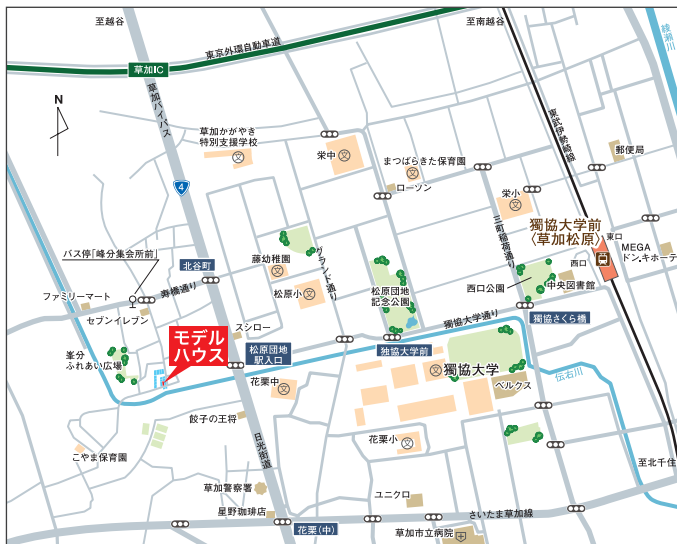 至越谷
至南越谷
綾瀬川
東京外環自動車道
草加IC
草加バイパス
N
4
東武伊勢崎線
草加かがやき
特別支援学校
文
栄中
文
まつばらきた保育園
文
郵便局
ローソン
栄小
文
三町稲荷通り
獨協大学前
〈草加松原〉
東口
西口
MEGA
ドン.キホーテ
バス停「峰分集会所前」
北谷町
藤幼稚園
文
グランド通り
松原小
文
松原団地
記念公園
西口公園
中央図書館
寿橋通り
ファミリーマート
セブンイレブン
スシロー
獨協大学通り
獨協さくら橋
モデル
ハウス
松原団地
駅入口
独協大学前
峯分
ふれあい広場
花栗中
文
文
獨協大学
ベルクス
伝右川
餃子の王将
日光街道
花栗小
文
こやま保育園
至北千住
草加警察署
ユニクロ
星野珈琲店
花栗(中)
さいたま草加線
草加市立病院